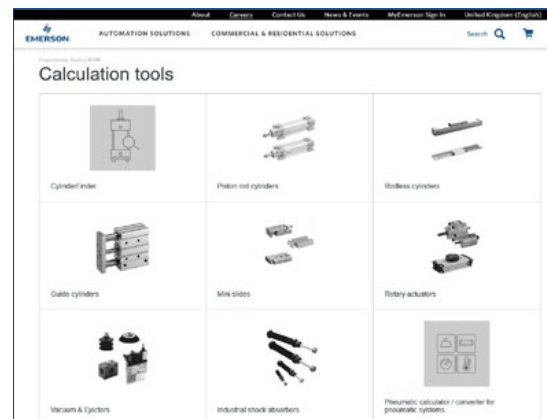 About Careers Contact Us News & Events MyEmerson Sign In United Kingdom (English)
EMERSON
AUTOMATION SOLUTIONS COMMERCIAL & RESIDENTIAL SOLUTIONS Search
Calculation tools
CylinderFinder Piston rod cylinders Rodless cylinders
Guide cylinders Mini slides Rotary actuators
Vacuum & Ejectors Industrial shock absorbers Pneumatic calculator / converter for
pneumatic systems